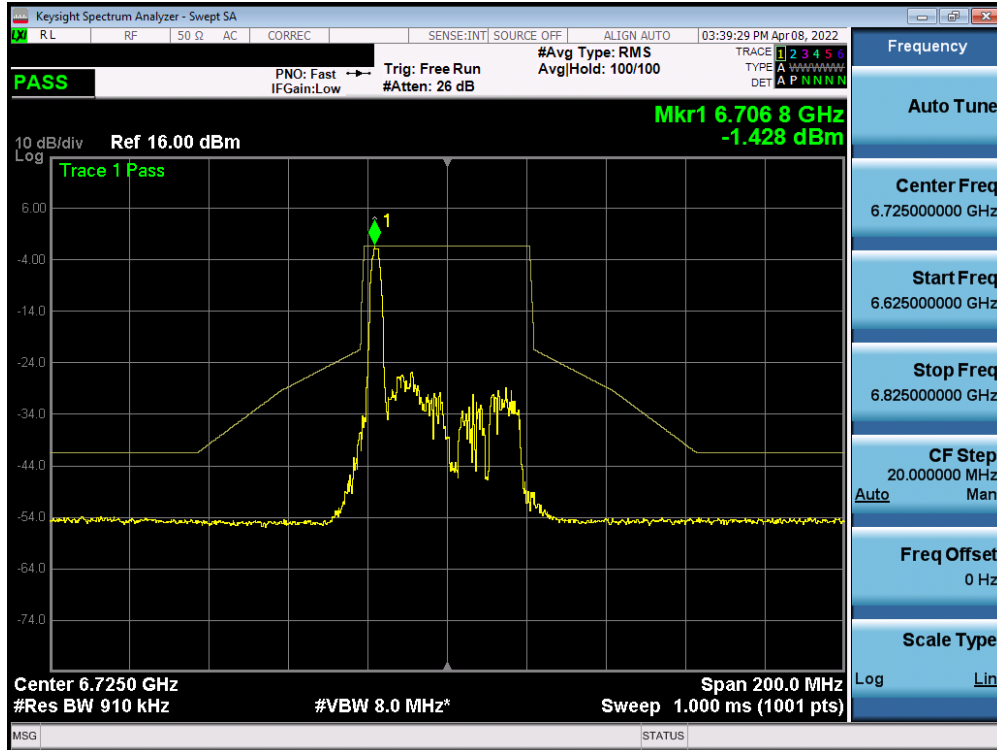 Keysight Spectrum Analyzer - Swept SA
LXI RL RF 50 Ω AC CORREC SENSE:INT SOURCE OFF ALIGN AUTO 03:39:29 PM Apr 08, 2022
PASS
PNO: Fast
IFGain:Low
Trig: Free Run
#Atten: 26 dB
#Avg Type: RMS
Avg|Hold: 100/100
TRACE 1 2 3 4 5 6
TYPE A WWWWW
DET A P N N N N
Mkr1 6.706 8 GHz
-1.428 dBm
10 dB/div Ref 16.00 dBm
Log
Trace 1 Pass
1
6.00
-4.00
-14.0
-24.0
-34.0
-44.0
-54.0
-64.0
-74.0
Center 6.7250 GHz Span 200.0 MHz
#Res BW 910 kHz #VBW 8.0 MHz* Sweep 1.000 ms (1001 pts)
MSG STATUS
Frequency
Auto Tune
Center Freq
6.725000000 GHz
Start Freq
6.625000000 GHz
Stop Freq
6.825000000 GHz
CF Step
20.000000 MHz
Auto Man
Freq Offset
0 Hz
Scale Type
Log Lin